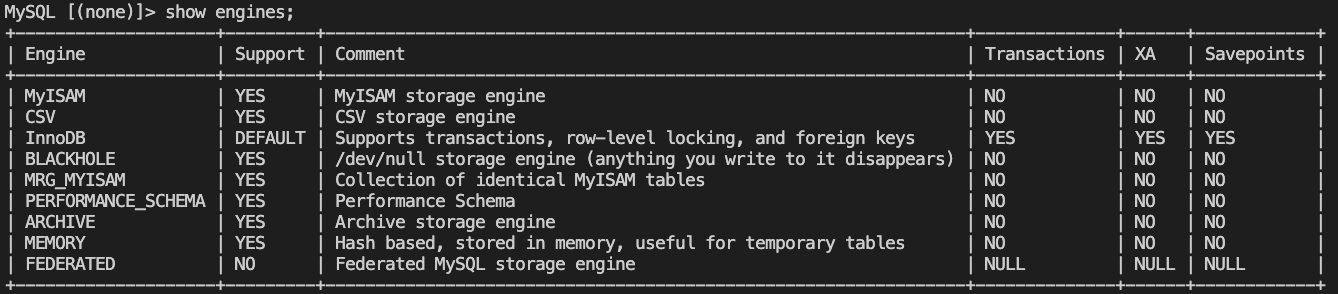 MySQL [(none)]> show engines;
+--------------------+---------+----------------------------------------------------------------+--------------+------+------------+
| Engine             | Support | Comment                                                        | Transactions | XA   | Savepoints |
+--------------------+---------+----------------------------------------------------------------+--------------+------+------------+
| MyISAM             | YES     | MyISAM storage engine                                          | NO           | NO   | NO         |
| CSV                | YES     | CSV storage engine                                             | NO           | NO   | NO         |
| InnoDB             | DEFAULT | Supports transactions, row-level locking, and foreign keys     | YES          | YES  | YES        |
| BLACKHOLE          | YES     | /dev/null storage engine (anything you write to it disappears) | NO           | NO   | NO         |
| MRG_MYISAM         | YES     | Collection of identical MyISAM tables                          | NO           | NO   | NO         |
| PERFORMANCE_SCHEMA | YES     | Performance Schema                                             | NO           | NO   | NO         |
| ARCHIVE            | YES     | Archive storage engine                                         | NO           | NO   | NO         |
| MEMORY             | YES     | Hash based, stored in memory, useful for temporary tables      | NO           | NO   | NO         |
| FEDERATED          | NO      | Federated MySQL storage engine                                 | NULL         | NULL | NULL       |
+--------------------+---------+----------------------------------------------------------------+--------------+------+------------+